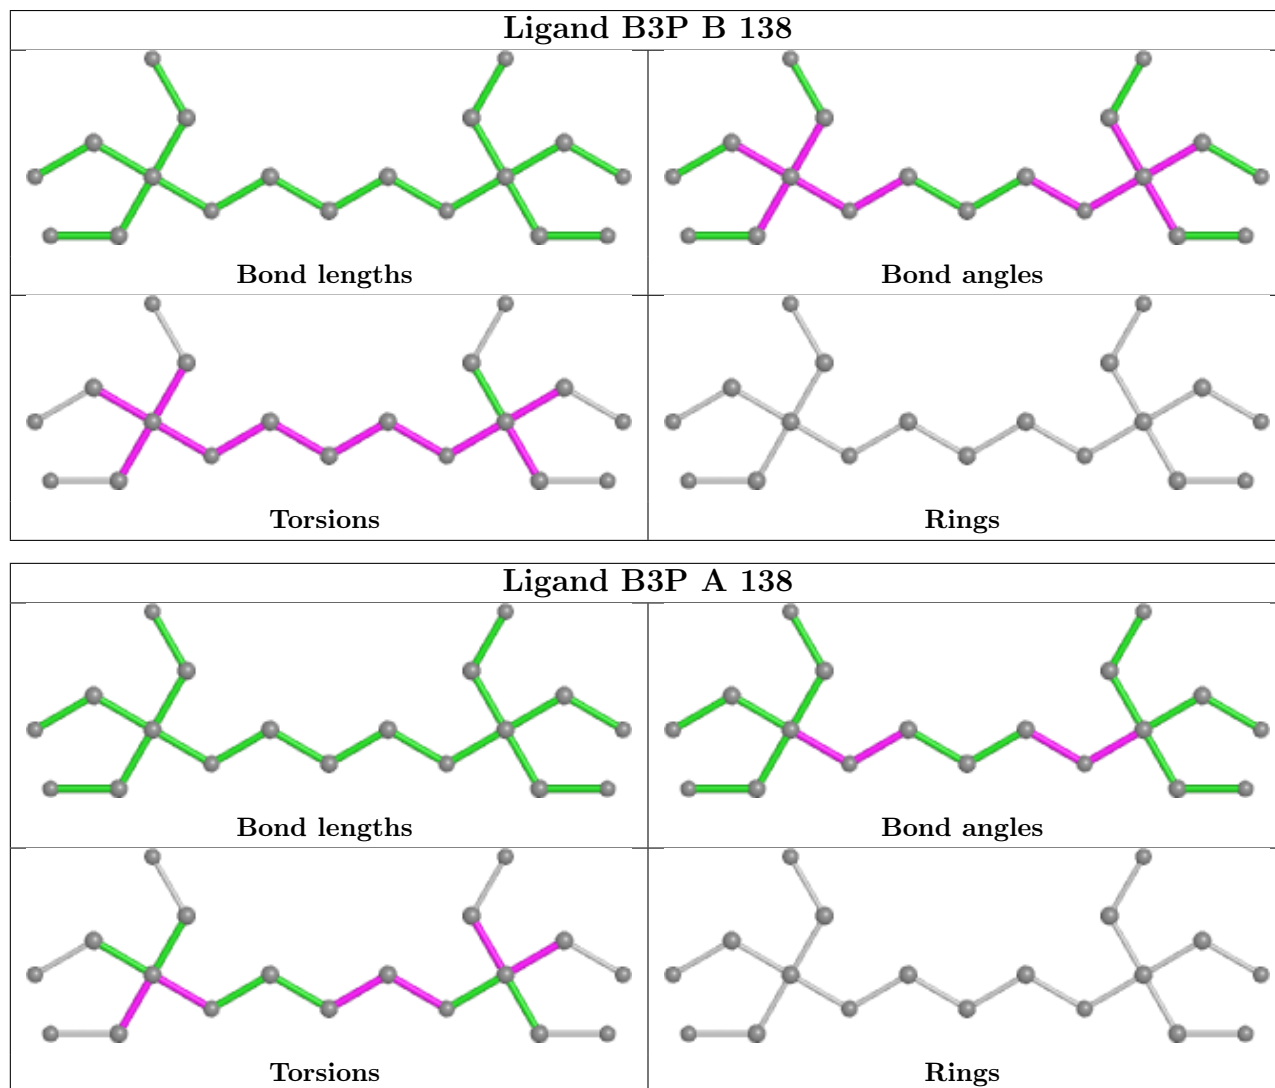 Ligand B3P B 138
Bond lengths
Bond angles
Torsions
Rings
Ligand B3P A 138
Bond lengths
Bond angles
Torsions
Rings